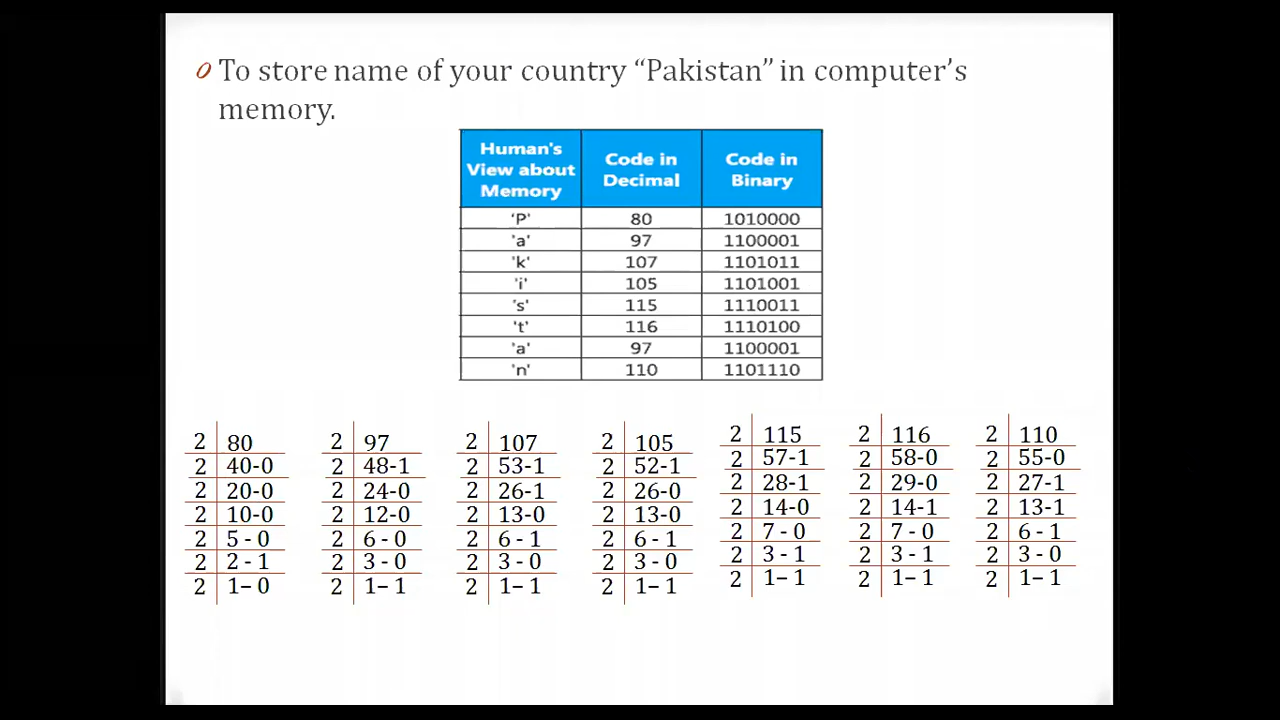 To store name of your country “Pakistan” in computer’s
memory.
Human's View about Memory | Code in Decimal | Code in Binary
'P' 80 1010000
'a' 97 1100001
'k' 107 1101011
'i' 105 1101001
's' 115 1110011
't' 116 1110100
'a' 97 1100001
'n' 110 1101110
2 80
2 40-0
2 20-0
2 10-0
2 5 - 0
2 2 - 1
2 1– 0
2 97
2 48-1
2 24-0
2 12-0
2 6 - 0
2 3 - 0
2 1– 1
2 107
2 53-1
2 26-1
2 13-0
2 6 - 1
2 3 - 0
2 1– 1
2 105
2 52-1
2 26-0
2 13-0
2 6 - 1
2 3 - 0
2 1– 1
2 115
2 57-1
2 28-1
2 14-0
2 7 - 0
2 3 - 1
2 1– 1
2 116
2 58-0
2 29-0
2 14-1
2 7 - 0
2 3 - 1
2 1– 1
2 110
2 55-0
2 27-1
2 13-1
2 6 - 1
2 3 - 0
2 1– 1